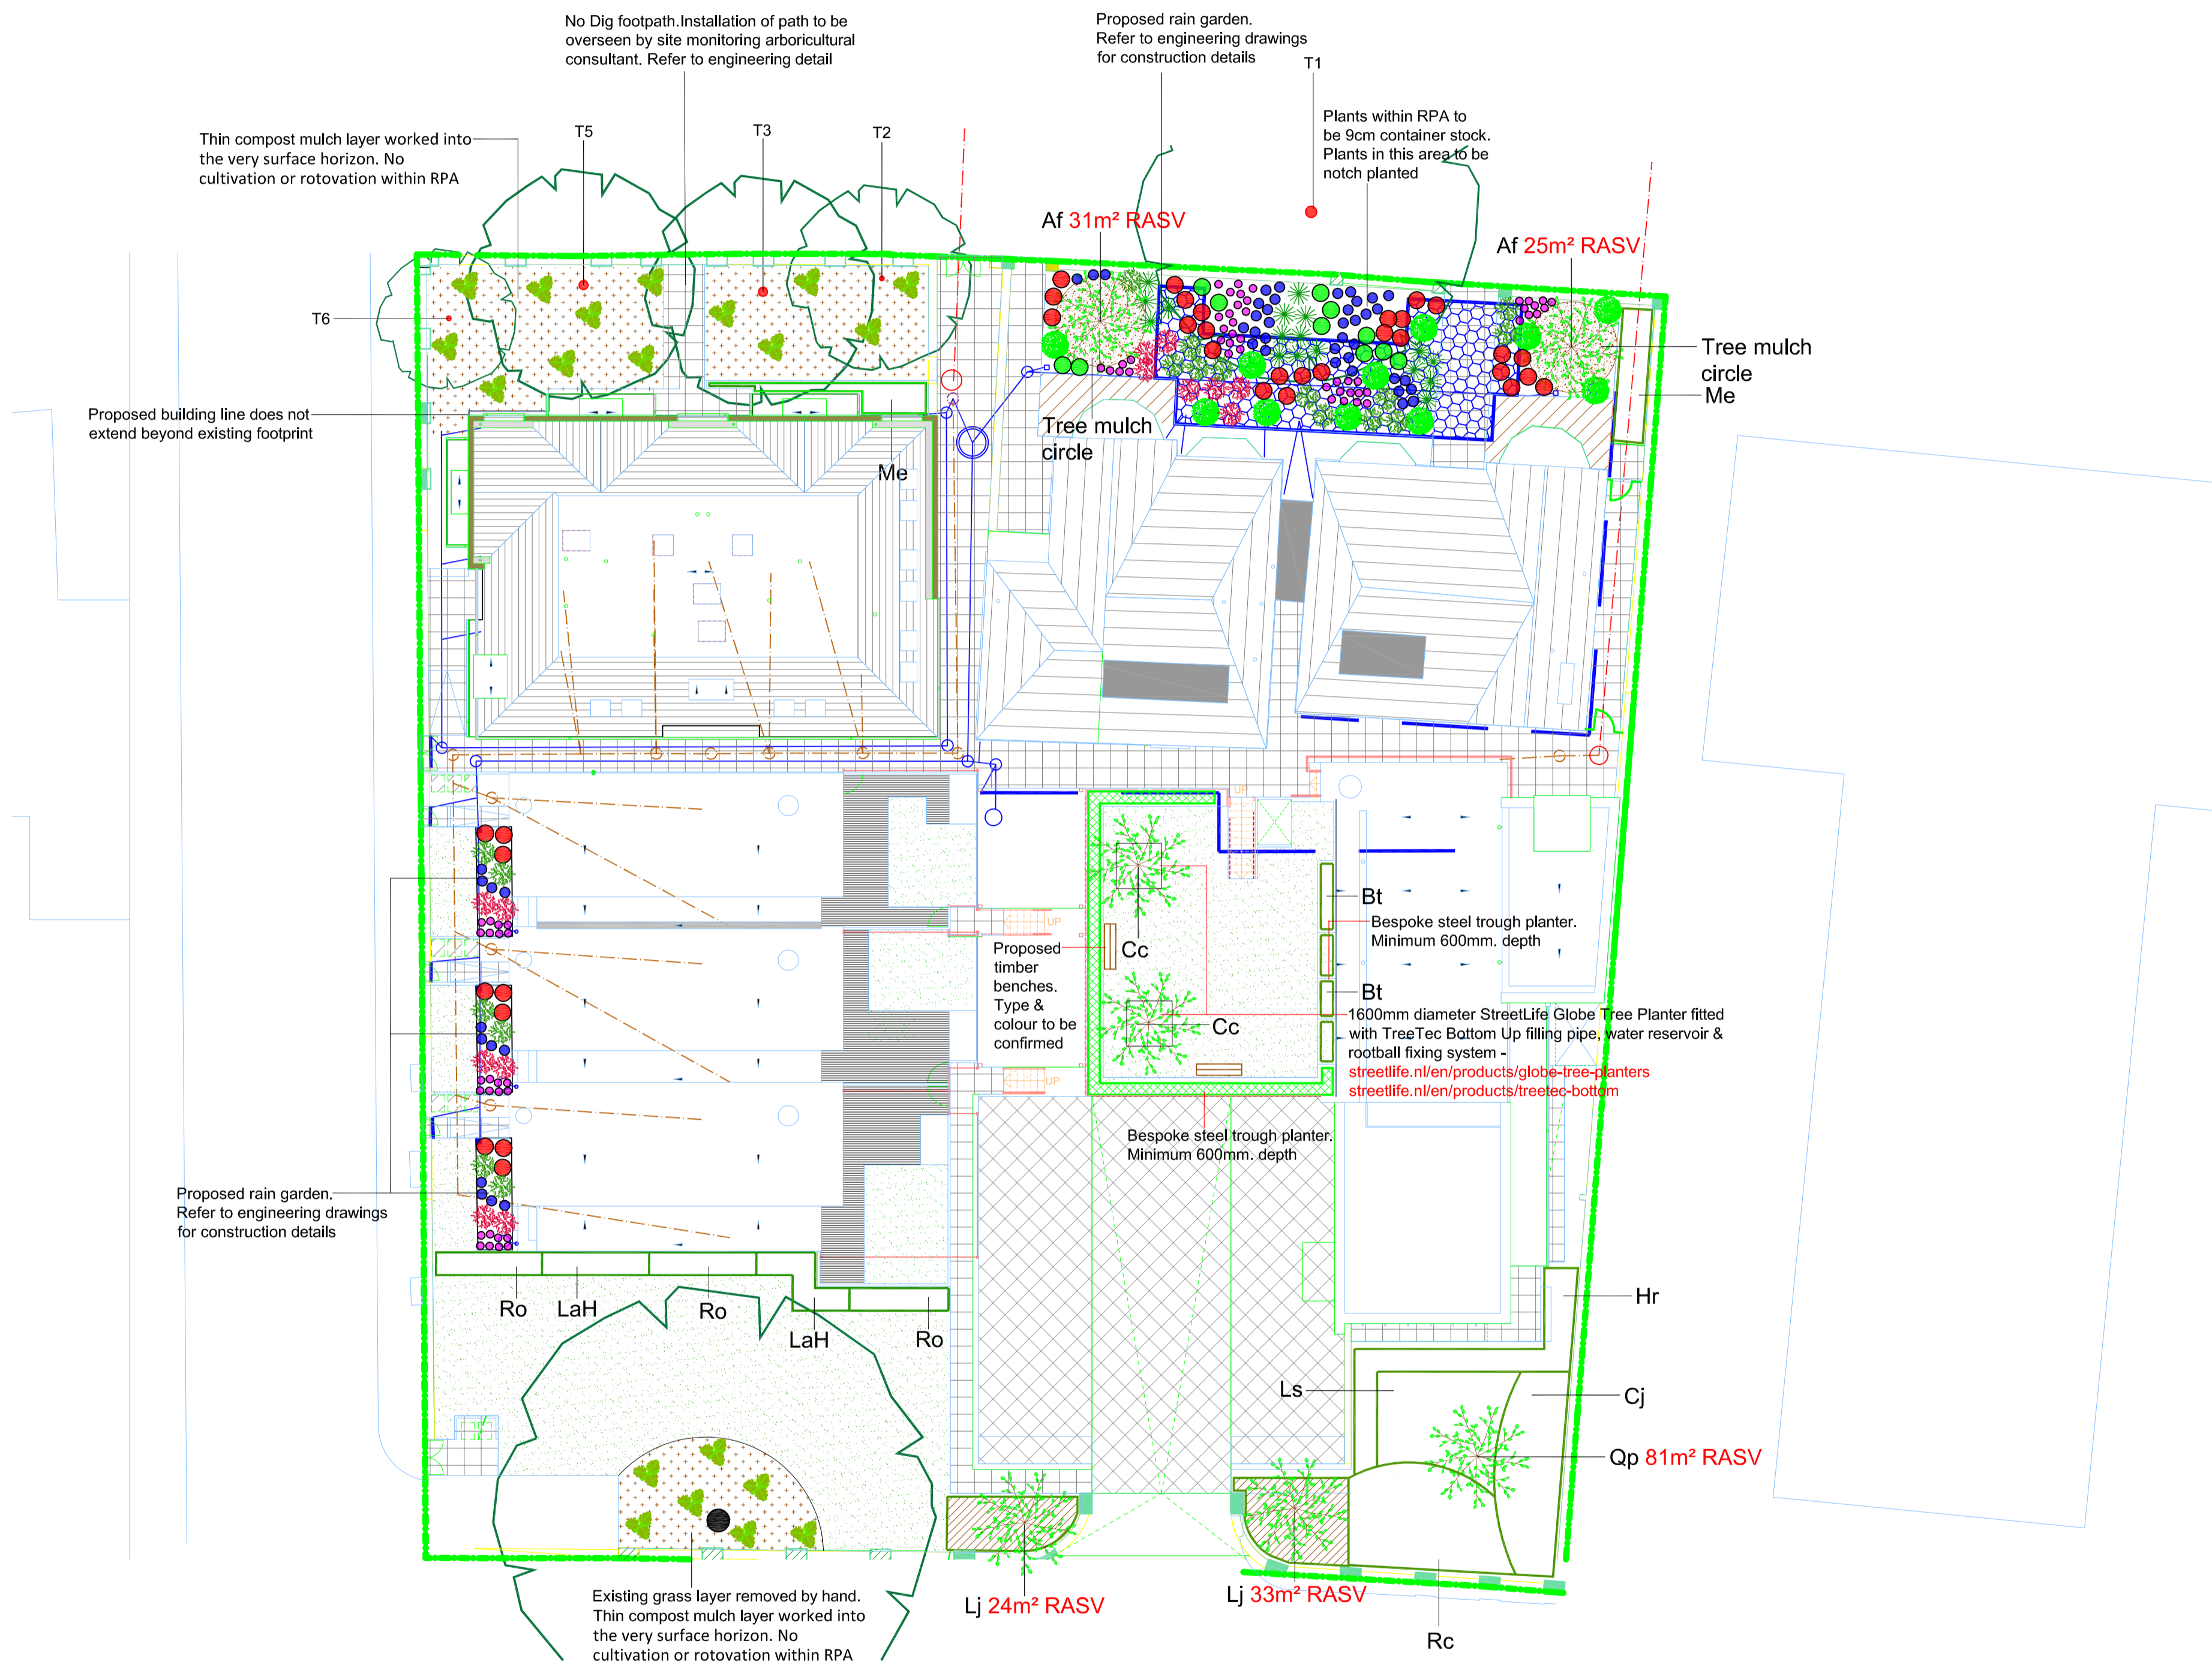 No Dig footpath.Installation of path to be
overseen by site monitoring arboricultural
consultant. Refer to engineering detail
Proposed rain garden.
Refer to engineering drawings
for construction details
T1
Plants within RPA to
be 9cm container stock.
Plants in this area to be
notch planted
Thin compost mulch layer worked into
the very surface horizon. No
cultivation or rotovation within RPA
T5
T3
T2
Af 31m² RASV
Af 25m² RASV
T6
Tree mulch
circle
Me
Proposed building line does not
extend beyond existing footprint
Tree mulch
circle
Me
UP
Bt
Bespoke steel trough planter.
Minimum 600mm. depth
UP
Proposed
timber
benches.
Type &
colour to be
confirmed
Cc
Bt
Cc
1600mm diameter StreetLife Globe Tree Planter fitted
with TreeTec Bottom Up filling pipe, water reservoir &
rootball fixing system -
streetlife.nl/en/products/globe-tree-planters
streetlife.nl/en/products/treetec-bottom
UP
Bespoke steel trough planter.
Minimum 600mm. depth
Proposed rain garden.
Refer to engineering drawings
for construction details
Ro
LaH
Ro
LaH
Ro
Hr
Ls
Cj
Qp 81m² RASV
Existing grass layer removed by hand.
Thin compost mulch layer worked into
the very surface horizon. No
cultivation or rotovation within RPA
Lj 24m² RASV
Lj 33m² RASV
Rc